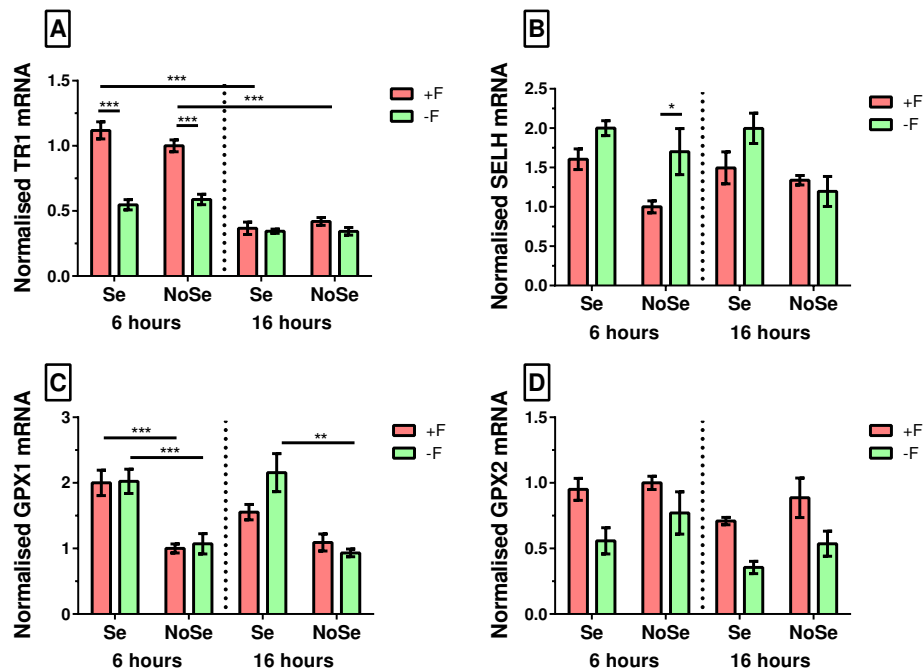 A
Normalised TR1 mRNA
1.5
1.0
0.5
0.0
***
***
***
***
+F
-F
Se
NoSe
Se
NoSe
6 hours
16 hours
B
Normalised SELH mRNA
2.5
2.0
1.5
1.0
0.5
0.0
*
+F
-F
Se
NoSe
Se
NoSe
6 hours
16 hours
C
Normalised GPX1 mRNA
3
2
1
0
***
***
**
+F
-F
Se
NoSe
Se
NoSe
6 hours
16 hours
D
Normalised GPX2 mRNA
1.5
1.0
0.5
0.0
+F
-F
Se
NoSe
Se
NoSe
6 hours
16 hours